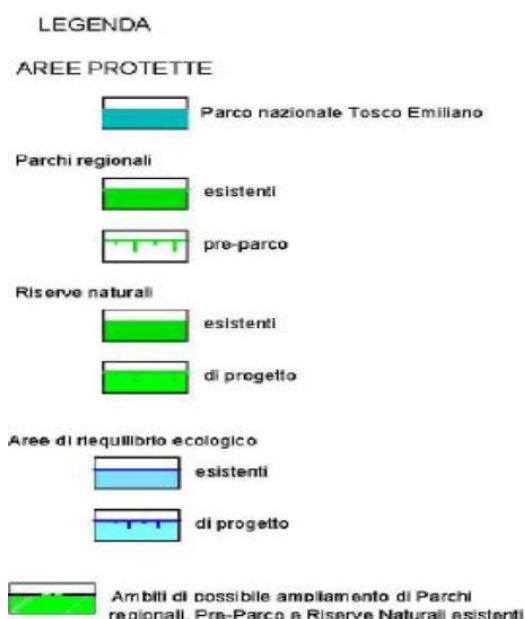 LEGENDA
AREE PROTETTE
Parco nazionale Tosco Emiliano
Parchi regionali
esistenti
pre-parco
Riserve naturali
esistenti
di progetto
Aree di riequilibrio ecologico
esistenti
di progetto
Ambiti di possibile ampliamento di Parchi
regionali, Pre-Parco e Riserve Naturali esistenti